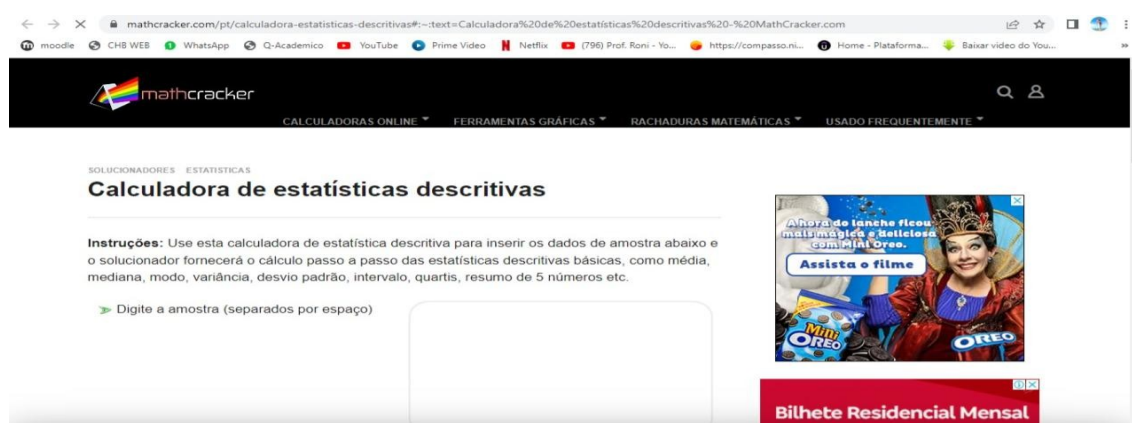 mathcracker.com/pt/calculadora-estatisticas-descritivas#:~:text=Calculadora%20de%20estatísticas%20descritivas%20-%20MathCracker.com
moodle CHB WEB WhatsApp Q-Academico YouTube Prime Video Netflix (796) Prof. Roni - Yo... https://compasso.ni... Home - Plataforma... Baixar video do You... »
mathcracker
CALCULADORAS ONLINE FERRAMENTAS GRÁFICAS RACHADURAS MATEMÁTICAS USADO FREQUENTEMENTE
SOLUCIONADORES ESTATISTICAS
Calculadora de estatísticas descritivas
Instruções: Use esta calculadora de estatística descritiva para inserir os dados de amostra abaixo e
o solucionador fornecerá o cálculo passo a passo das estatísticas descritivas básicas, como média,
mediana, modo, variância, desvio padrão, intervalo, quartis, resumo de 5 números etc.
Digite a amostra (separados por espaço)
A hora do lanche ficou
mais mágica e deliciosa
com Mini Oreo.
Assista o filme
Mini
OREO
OREO
Bilhete Residencial Mensal